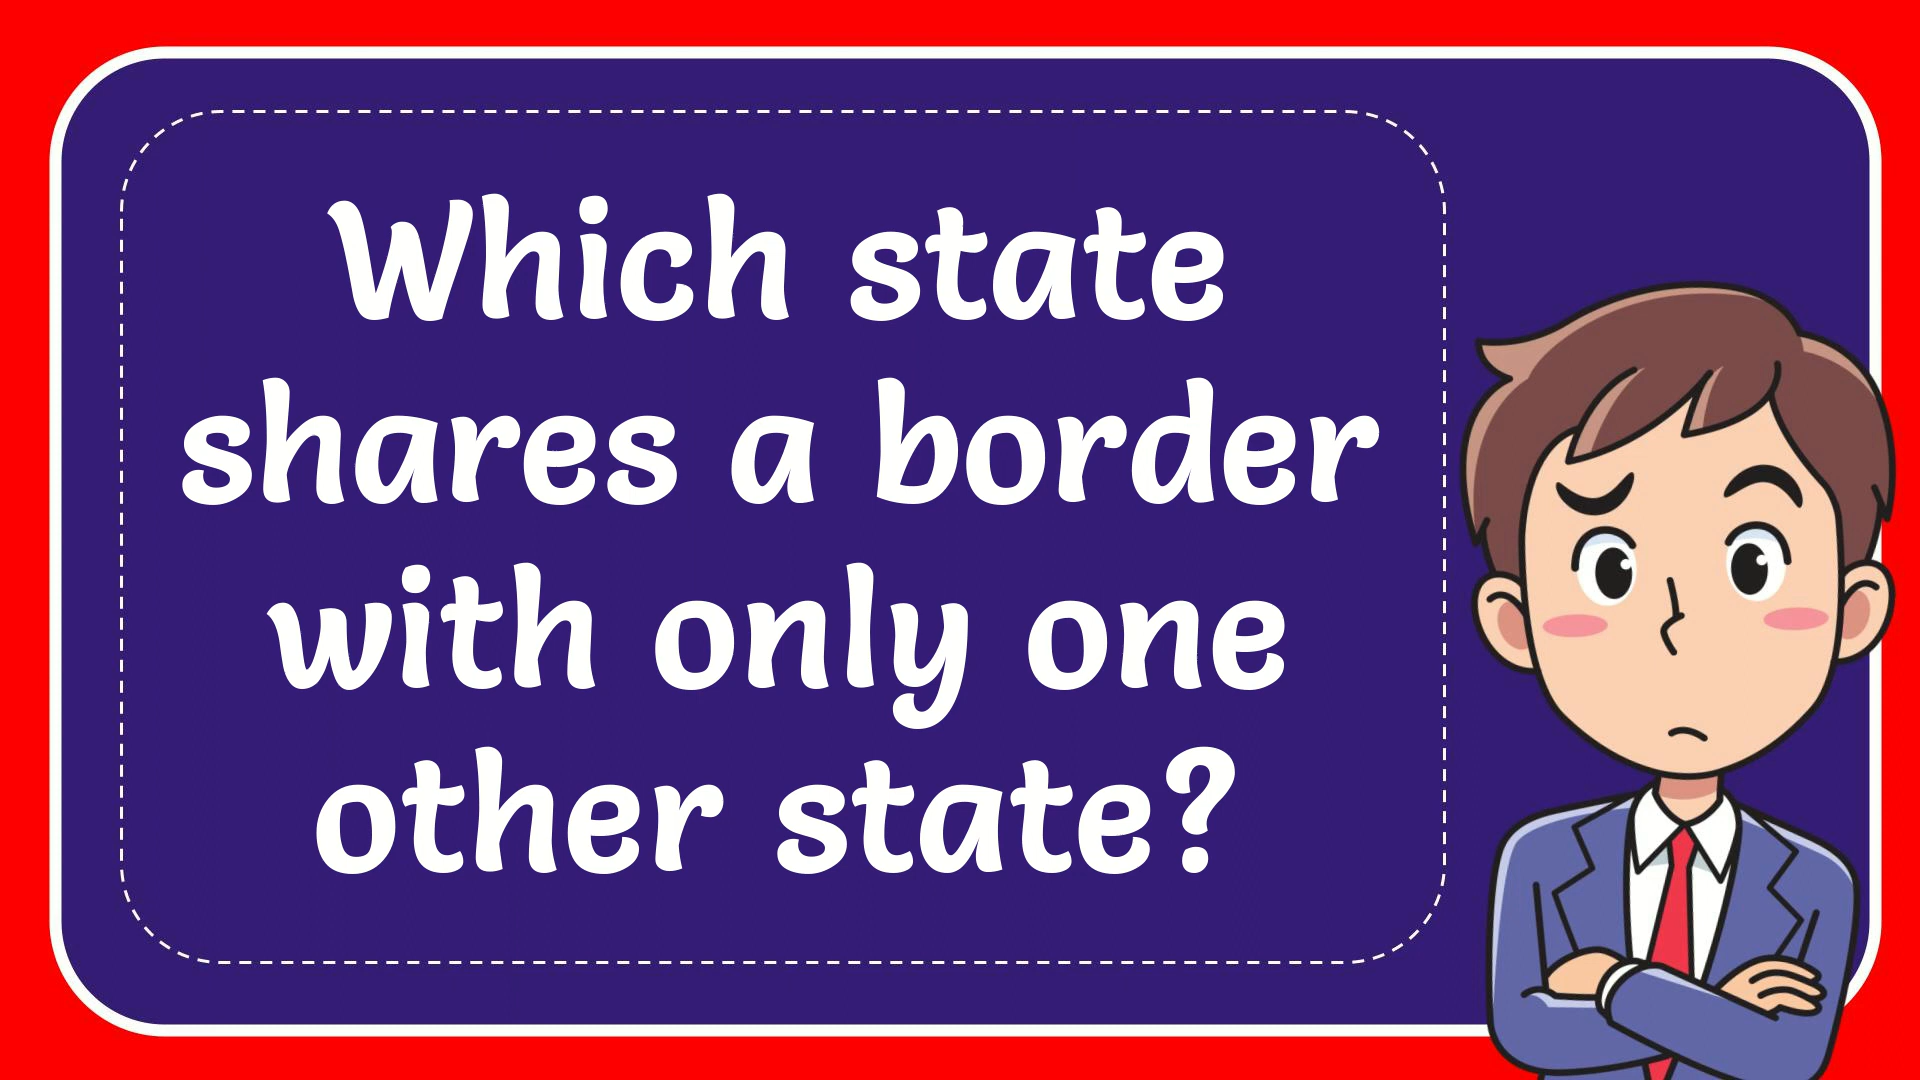 Which state
shares a border
with only one
other state?